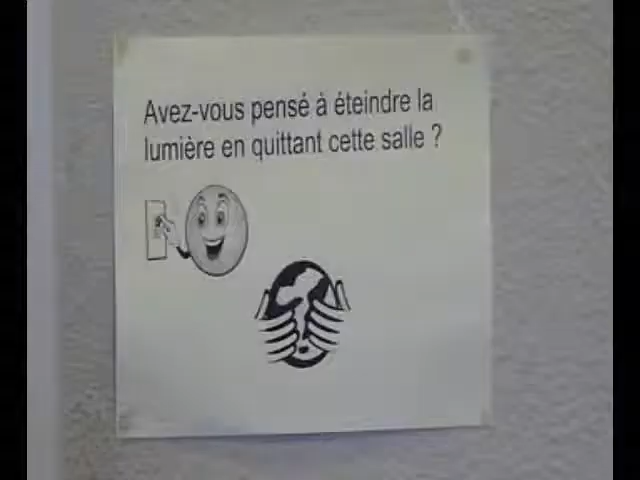 Avez-vous pensé à éteindre la
lumière en quittant cette salle ?